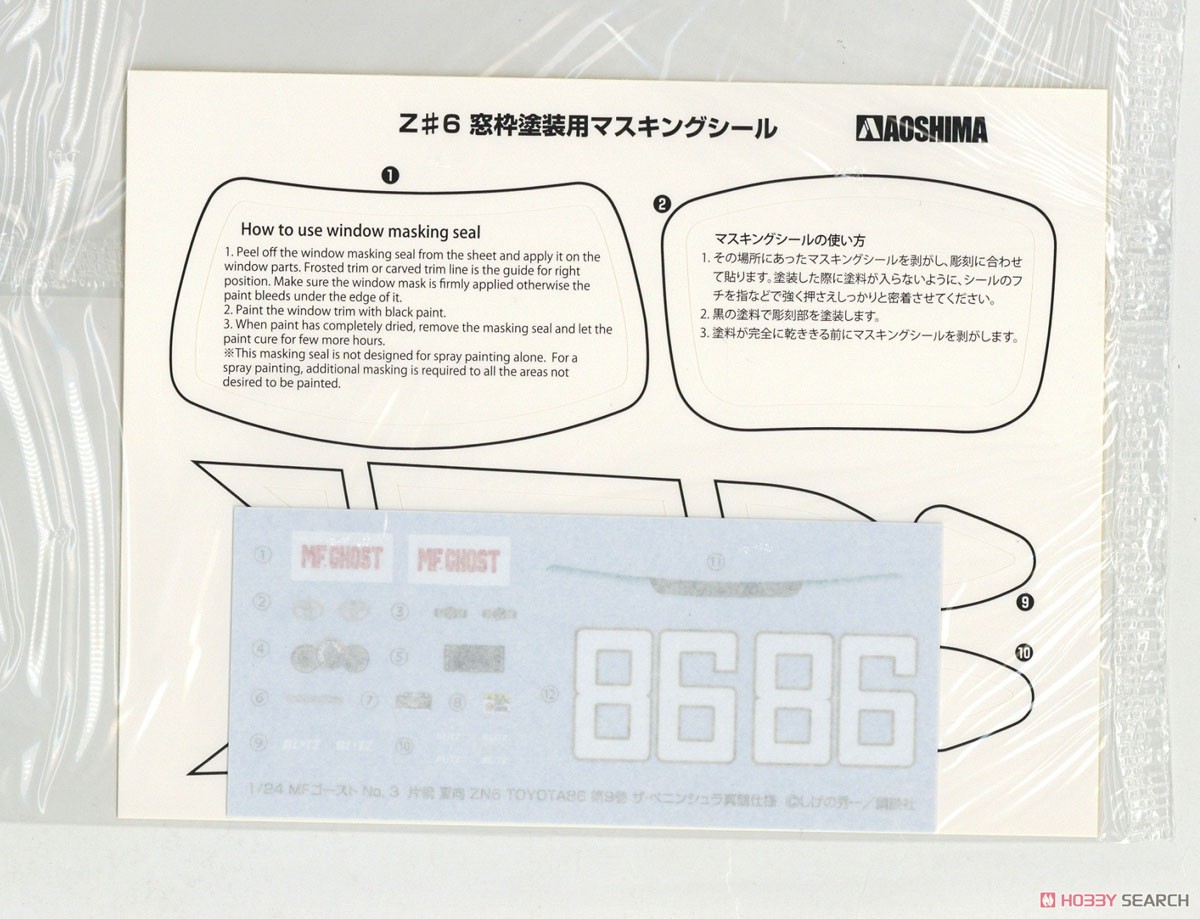 Z♯6 窓枠塗装用マスキングシール
AOSHIMA
❶
How to use window masking seal
1. Peel off the window masking seal from the sheet and apply it on the
window parts. Frosted trim or carved trim line is the guide for right
position. Make sure the window mask is firmly applied otherwise the
paint bleeds under the edge of it.
2. Paint the window trim with black paint.
3. When paint has completely dried, remove the masking seal and let the
paint cure for few more hours.
※This masking seal is not designed for spray painting alone. For a
spray painting, additional masking is required to all the areas not
desired to be painted.
❷
マスキングシールの使い方
1. その場所にあったマスキングシールを剥がし、彫刻に合わせ
て貼ります。塗装した際に塗料が入らないように、シールのフ
チを指などで強く押さえしっかりと密着させてください。
2. 黒の塗料で彫刻部を塗装します。
3. 塗料が完全に乾ききる前にマスキングシールを剥がします。
❾
❿
① MF GHOST MF GHOST
⑪
② ③
④ ⑤
⑥ ⑦ ⑧
⑫ 86 86
⑨ ⑩
1/24 MFゴースト No. 3 片桐 夏向 ZN6 TOYOTA86 第9巻 ザ・ペニンシュラ真鶴仕様 ©しげの秀一／講談社
HOBBY SEARCH